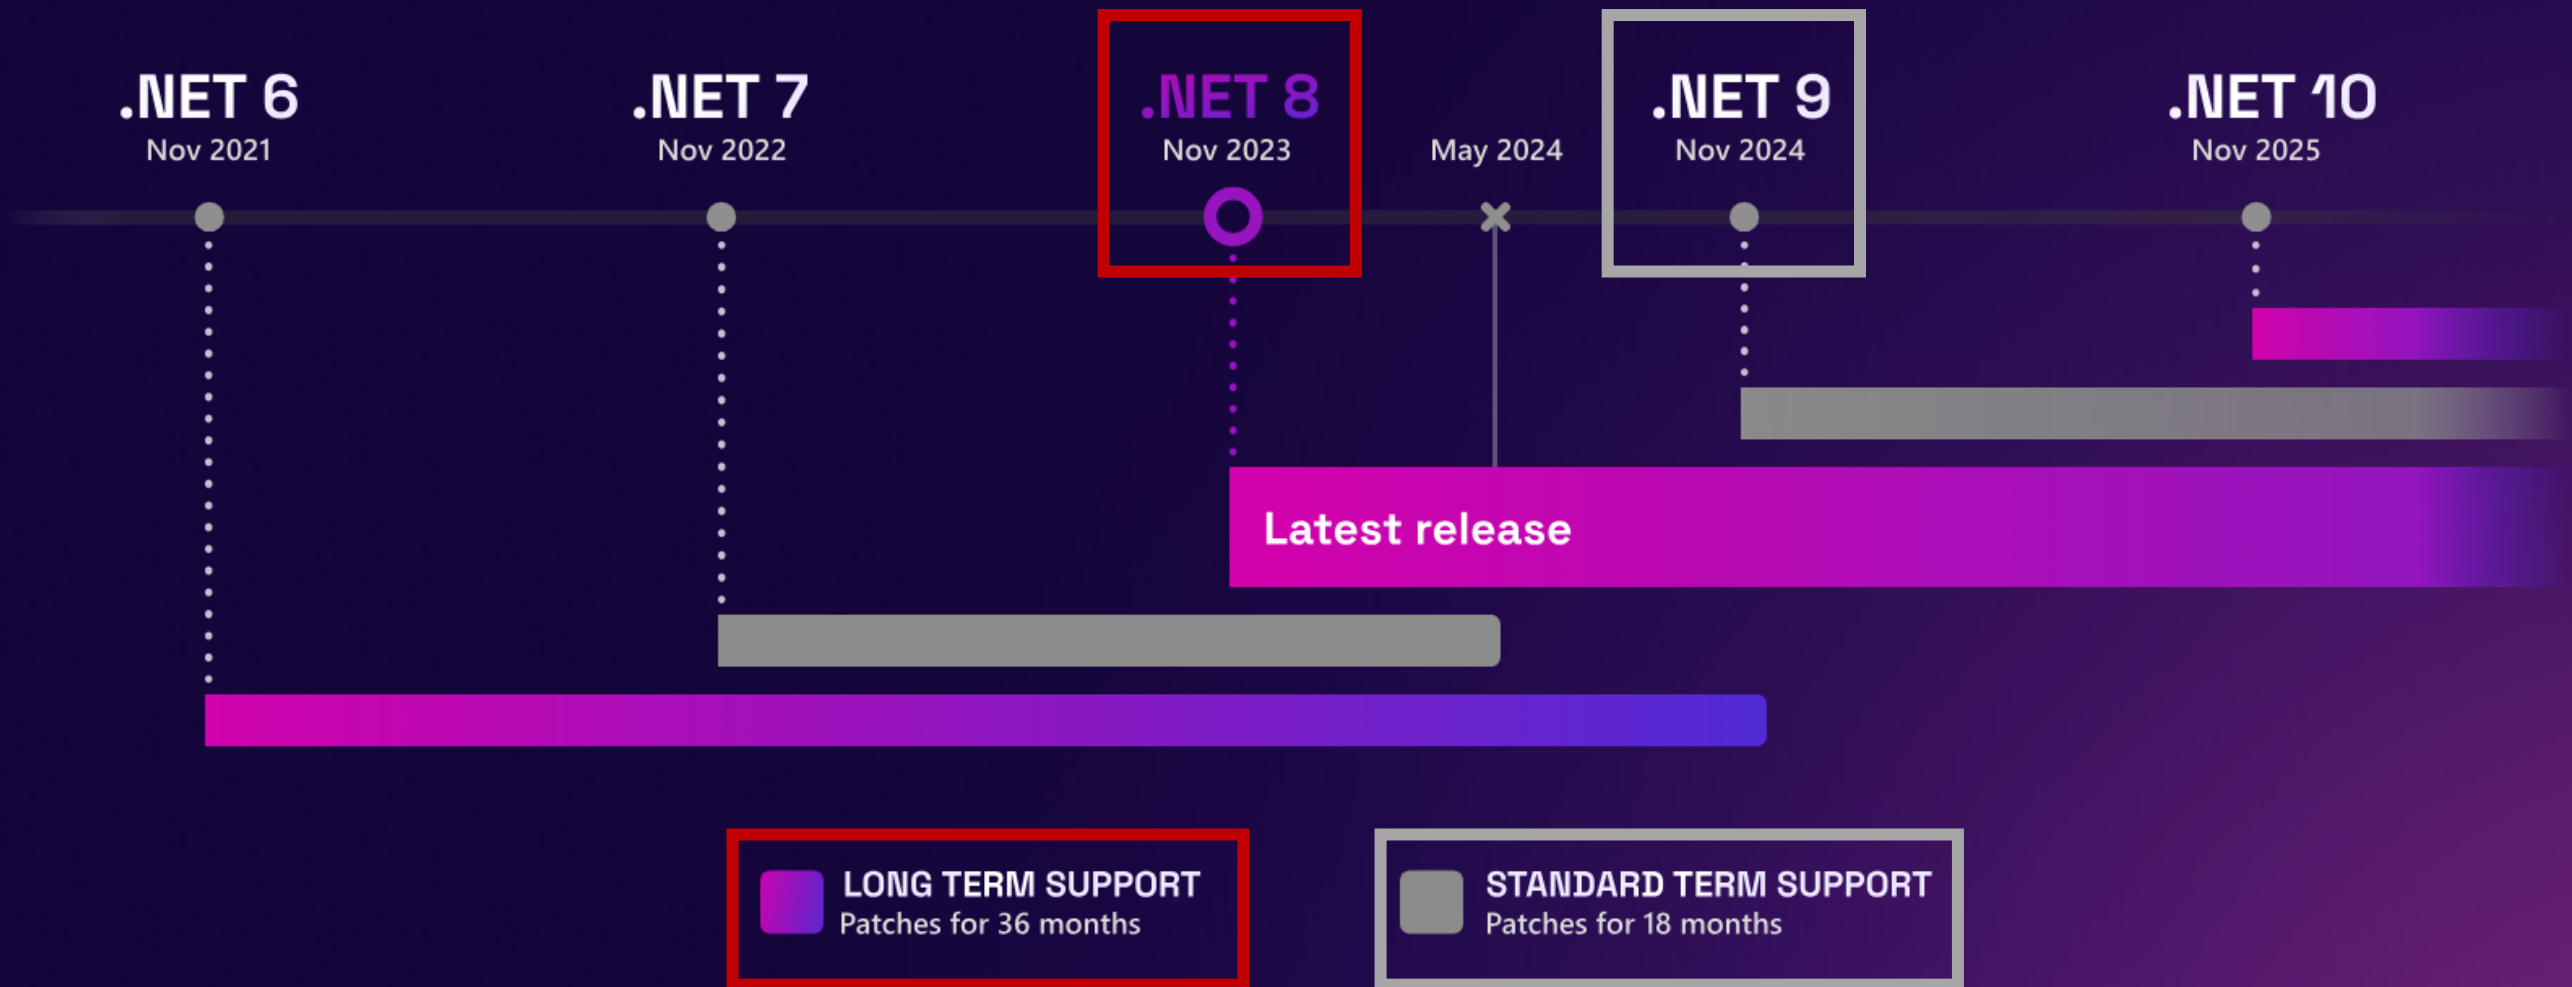 .NET 6
Nov 2021
.NET 7
Nov 2022
.NET 8
Nov 2023
May 2024
.NET 9
Nov 2024
.NET 10
Nov 2025
Latest release
LONG TERM SUPPORT
Patches for 36 months
STANDARD TERM SUPPORT
Patches for 18 months